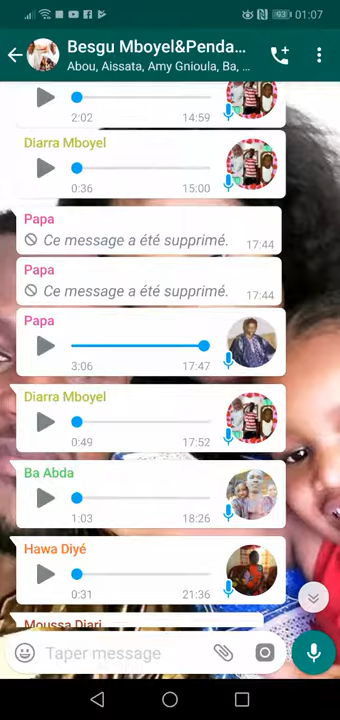 93
01:07
Besgu Mboyel&Penda...
Abou, Aissata, Amy Gnioula, Ba, ...
2:02 14:59
Diarra Mboyel
0:36 15:00
Papa
Ce message a été supprimé. 17:44
Papa
Ce message a été supprimé. 17:44
Papa
3:06 17:47
Diarra Mboyel
0:49 17:52
Ba Abda
1:03 18:26
Hawa Diyé
0:31 21:36
Moussa Diari
Taper message